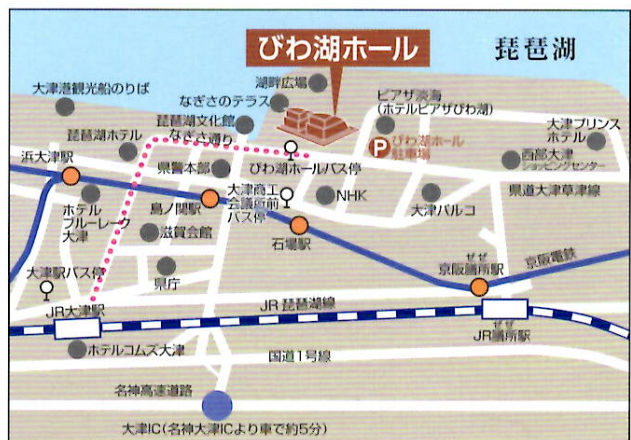 びわ湖ホール
琵琶湖
大津港観光船のりば
湖畔広場
なぎさのテラス
ピアザ淡海
(ホテルピアザびわ湖)
大津プリンス
ホテル
琵琶湖ホテル
琵琶湖文化館
なぎさ通り
P
びわ湖ホール
駐車場
浜大津駅
県警本部
びわ湖ホールバス停
西部大津
ショッピングセンター
県道大津草津線
ホテル
ブルーレーク
大津
島ノ関駅
大津商工
会議所前
バス停
NHK
大津パルコ
滋賀会館
石場駅
ぜぜ
京阪膳所駅
京阪電鉄
大津駅バス停
県庁
JR大津駅
JR琵琶湖線
ぜぜ
JR膳所駅
ホテルコムズ大津
国道1号線
名神高速道路
大津IC(名神大津ICより車で約5分)